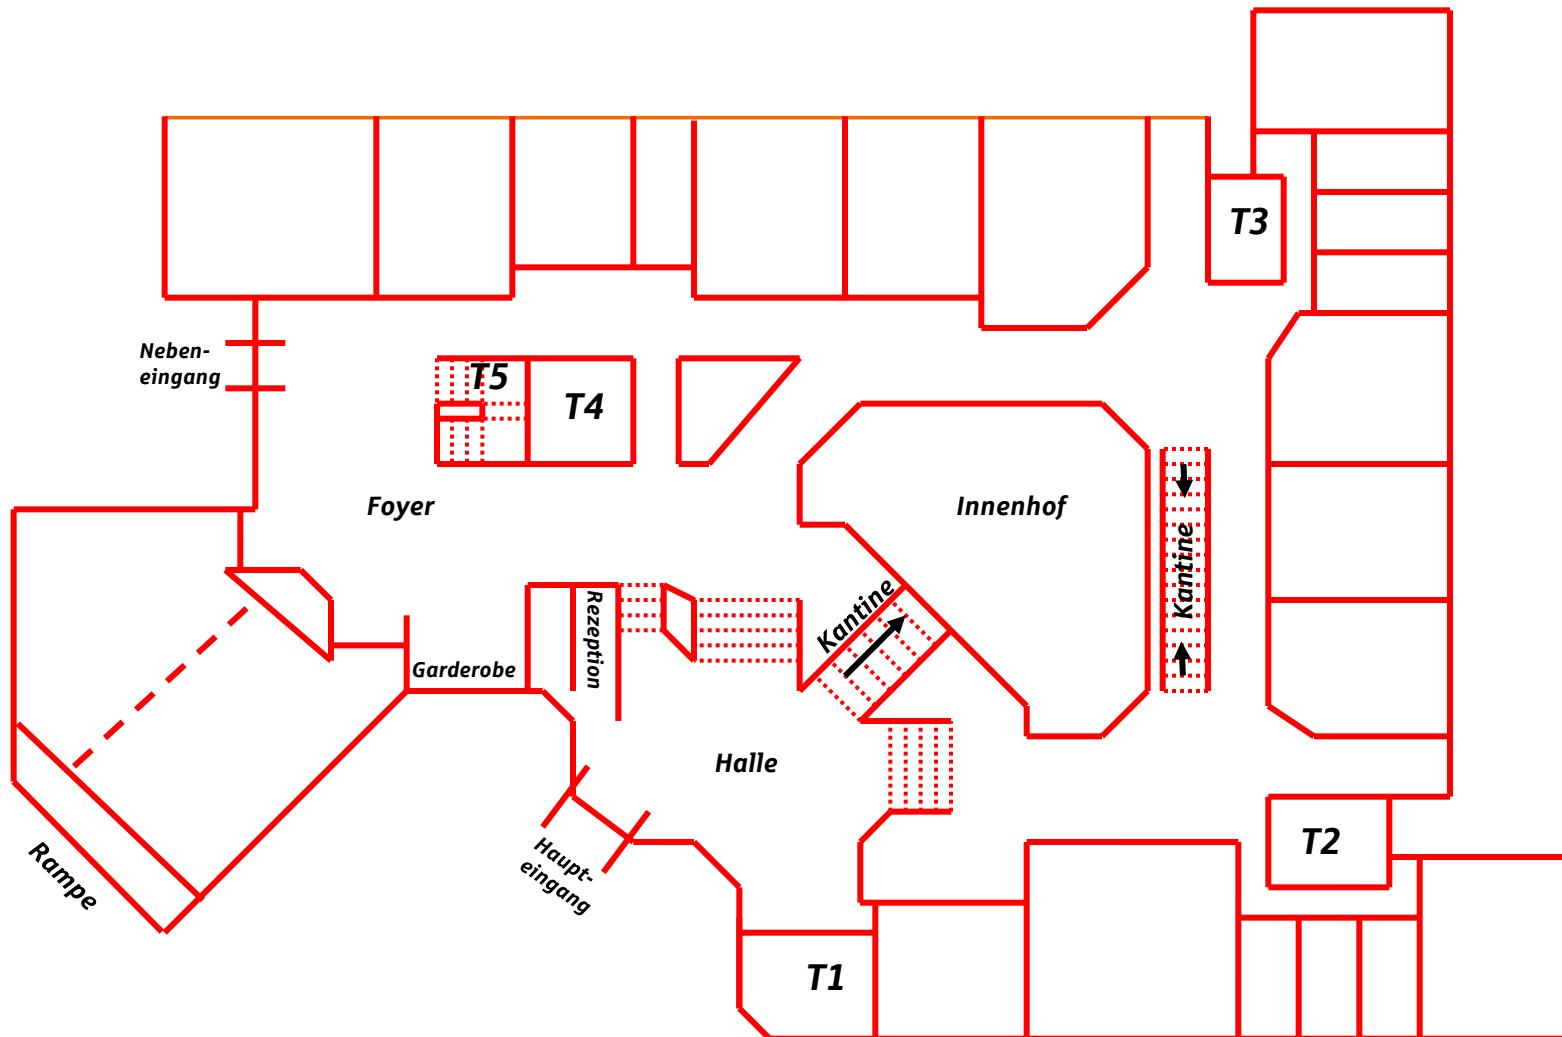 T3
Neben-
eingang
T5
T4
Foyer
Innenhof
Kantine
Kantine
Rezeption
Garderobe
Halle
Haupt-
eingang
Rampe
T2
T1